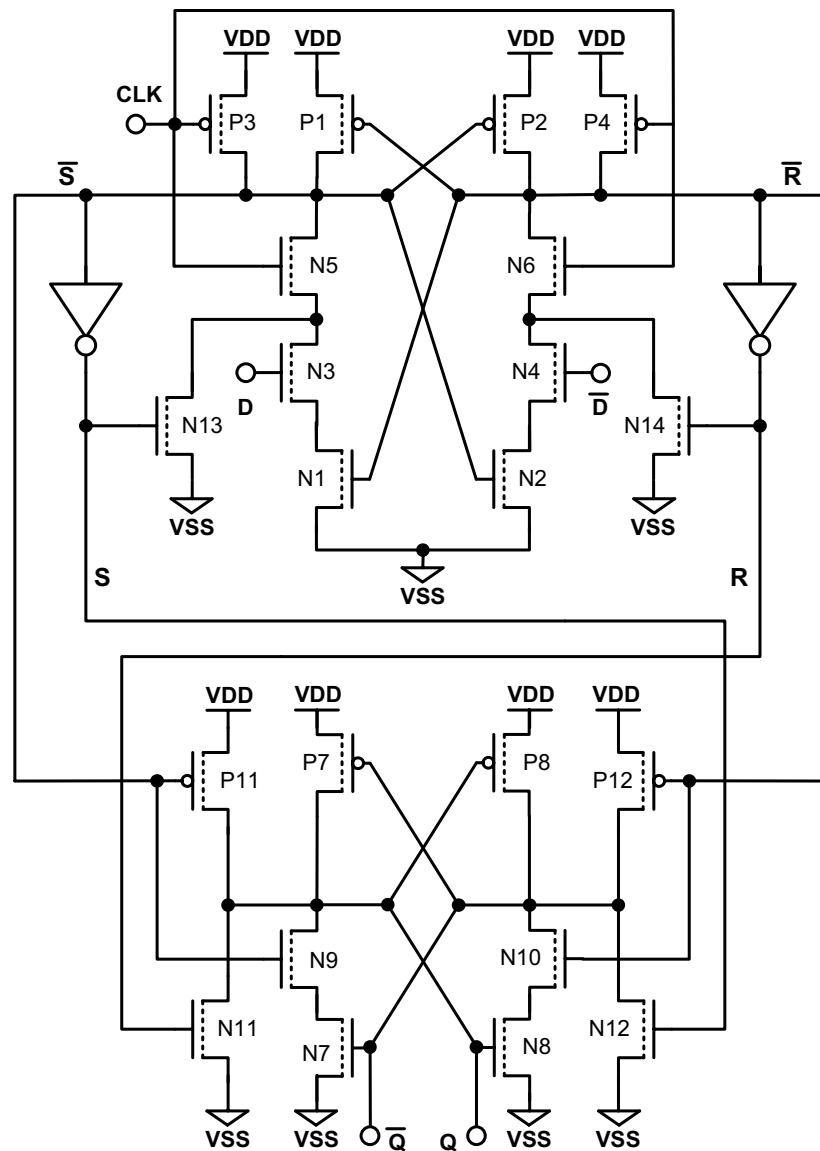 VDD VDD VDD VDD
CLK
P3 P1 P2 P4
S̅ R̅
N5 N6
N3 N4
D D̅
N13 N14
N1 N2
VSS VSS
VSS
S R
VDD VDD VDD VDD
P11 P7 P8 P12
N9 N10
N11 N7 N8 N12
VSS VSS VSS VSS
Q̅ Q